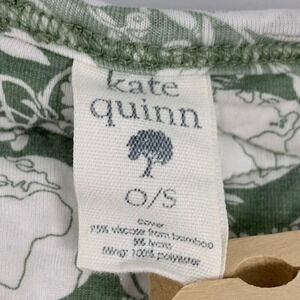 kate
quinn
O/S
cover:
95% viscose from bamboo
5% lycra
filling: 100% polyester